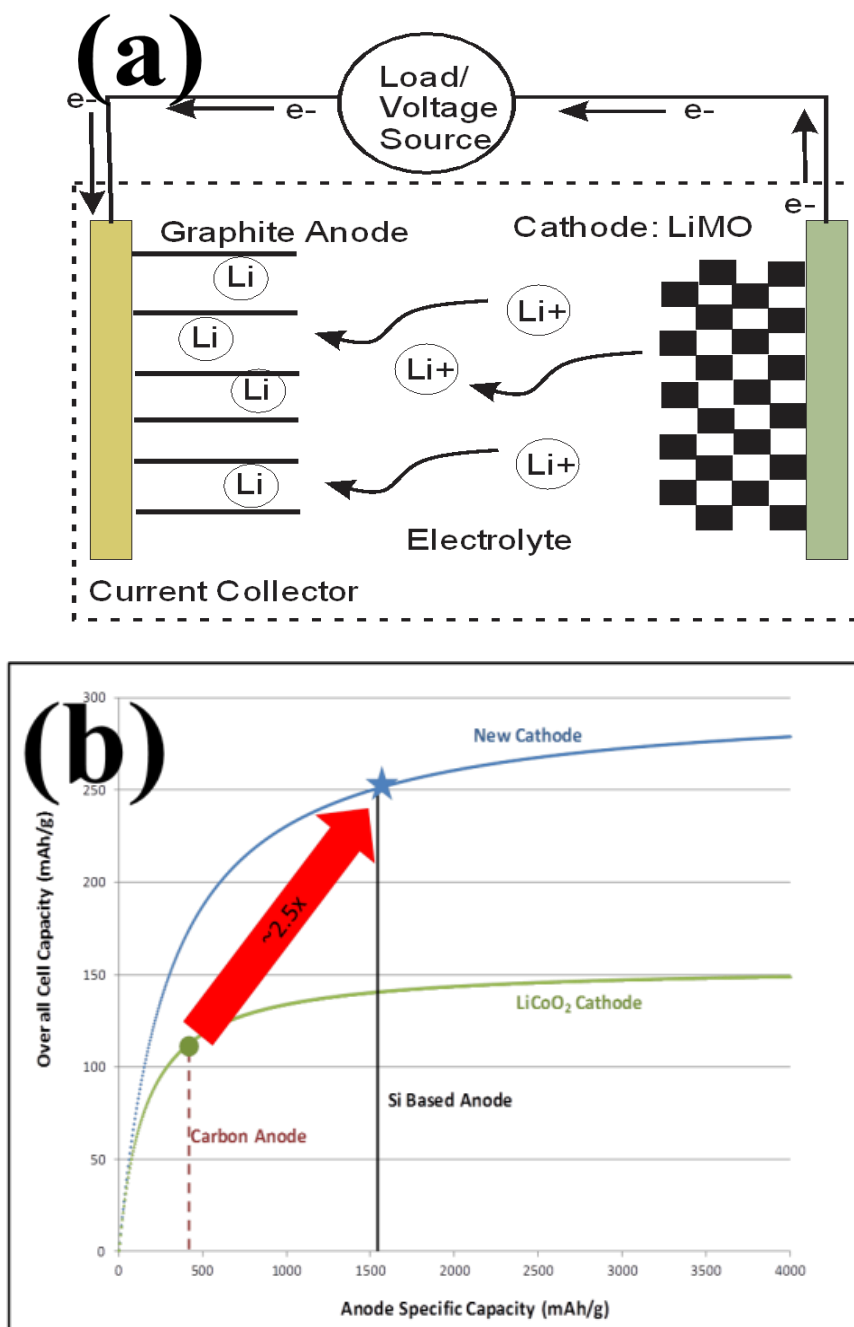 (a)
e-
e-
Load/
Voltage
Source
e-
e-
Graphite Anode
Cathode: LiMO
Li
Li
Li
Li
Li+
Li+
Li+
Electrolyte
Current Collector
(b)
300
250
200
150
100
50
0
Over all Cell Capacity (mAh/g)
New Cathode
~2.5x
LiCoO₂ Cathode
Si Based Anode
Carbon Anode
0
500
1000
1500
2000
2500
3000
3500
4000
Anode Specific Capacity (mAh/g)